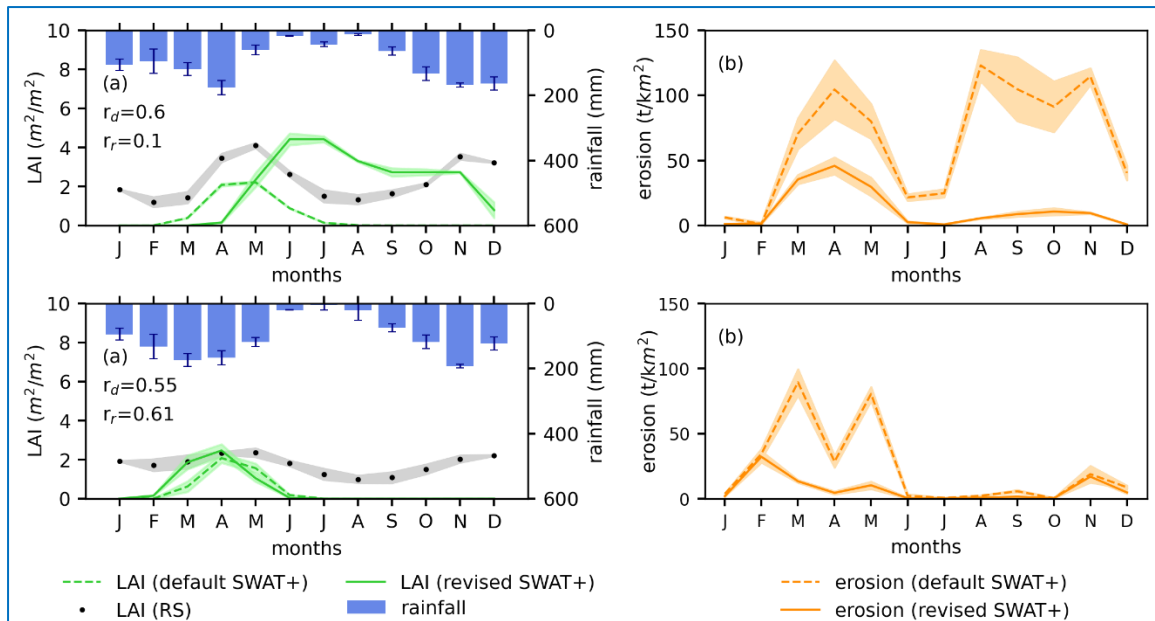 (a)
r_d=0.6
r_r=0.1
LAI (m²/m²)
10
8
6
4
2
0
0
200
400
600
rainfall (mm)
J F M A M J J A S O N D
months
(b)
erosion (t/km²)
150
100
50
0
J F M A M J J A S O N D
months
(a)
r_d=0.55
r_r=0.61
LAI (m²/m²)
10
8
6
4
2
0
0
200
400
600
rainfall (mm)
J F M A M J J A S O N D
months
(b)
erosion (t/km²)
150
100
50
0
J F M A M J J A S O N D
months
LAI (default SWAT+)
LAI (revised SWAT+)
LAI (RS)
rainfall
erosion (default SWAT+)
erosion (revised SWAT+)